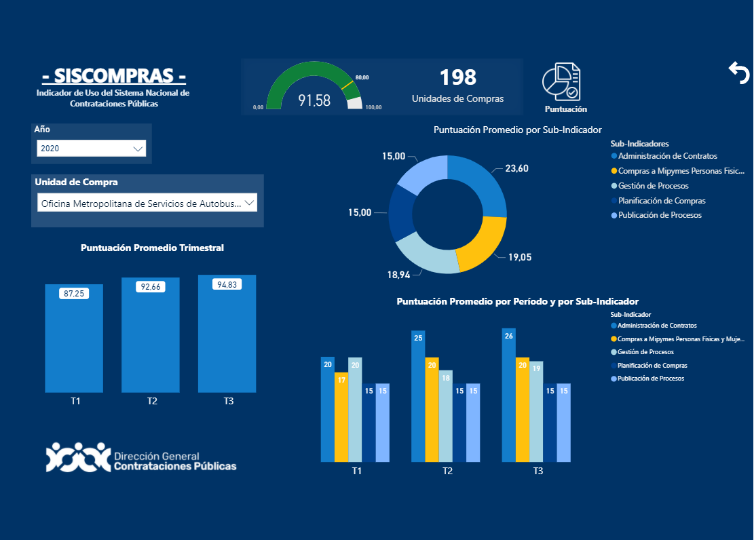 - SISCOMPRAS -
Indicador de Uso del Sistema Nacional de
Contrataciones Públicas
80,00
0,00
91.58
100,00
198
Unidades de Compras
Puntuación
Año
2020
Unidad de Compra
Oficina Metropolitana de Servicios de Autobus...
Puntuación Promedio por Sub-Indicador
15,00
23,60
15,00
19,05
18,94
Sub-Indicadores
Administración de Contratos
Compras a Mipymes Personas Físic...
Gestión de Procesos
Planificación de Compras
Publicación de Procesos
Puntuación Promedio Trimestral
87.25
92.66
94.83
T1
T2
T3
Puntuación Promedio por Período y por Sub-Indicador
Sub-Indicador
Administración de Contratos
Compras a Mipymes Personas Físicas y Muje...
Gestión de Procesos
Planificación de Compras
Publicación de Procesos
20 17 20 15 15
25 20 18 15 15
26 20 19 15 15
T1
T2
T3
Dirección General
Contrataciones Públicas